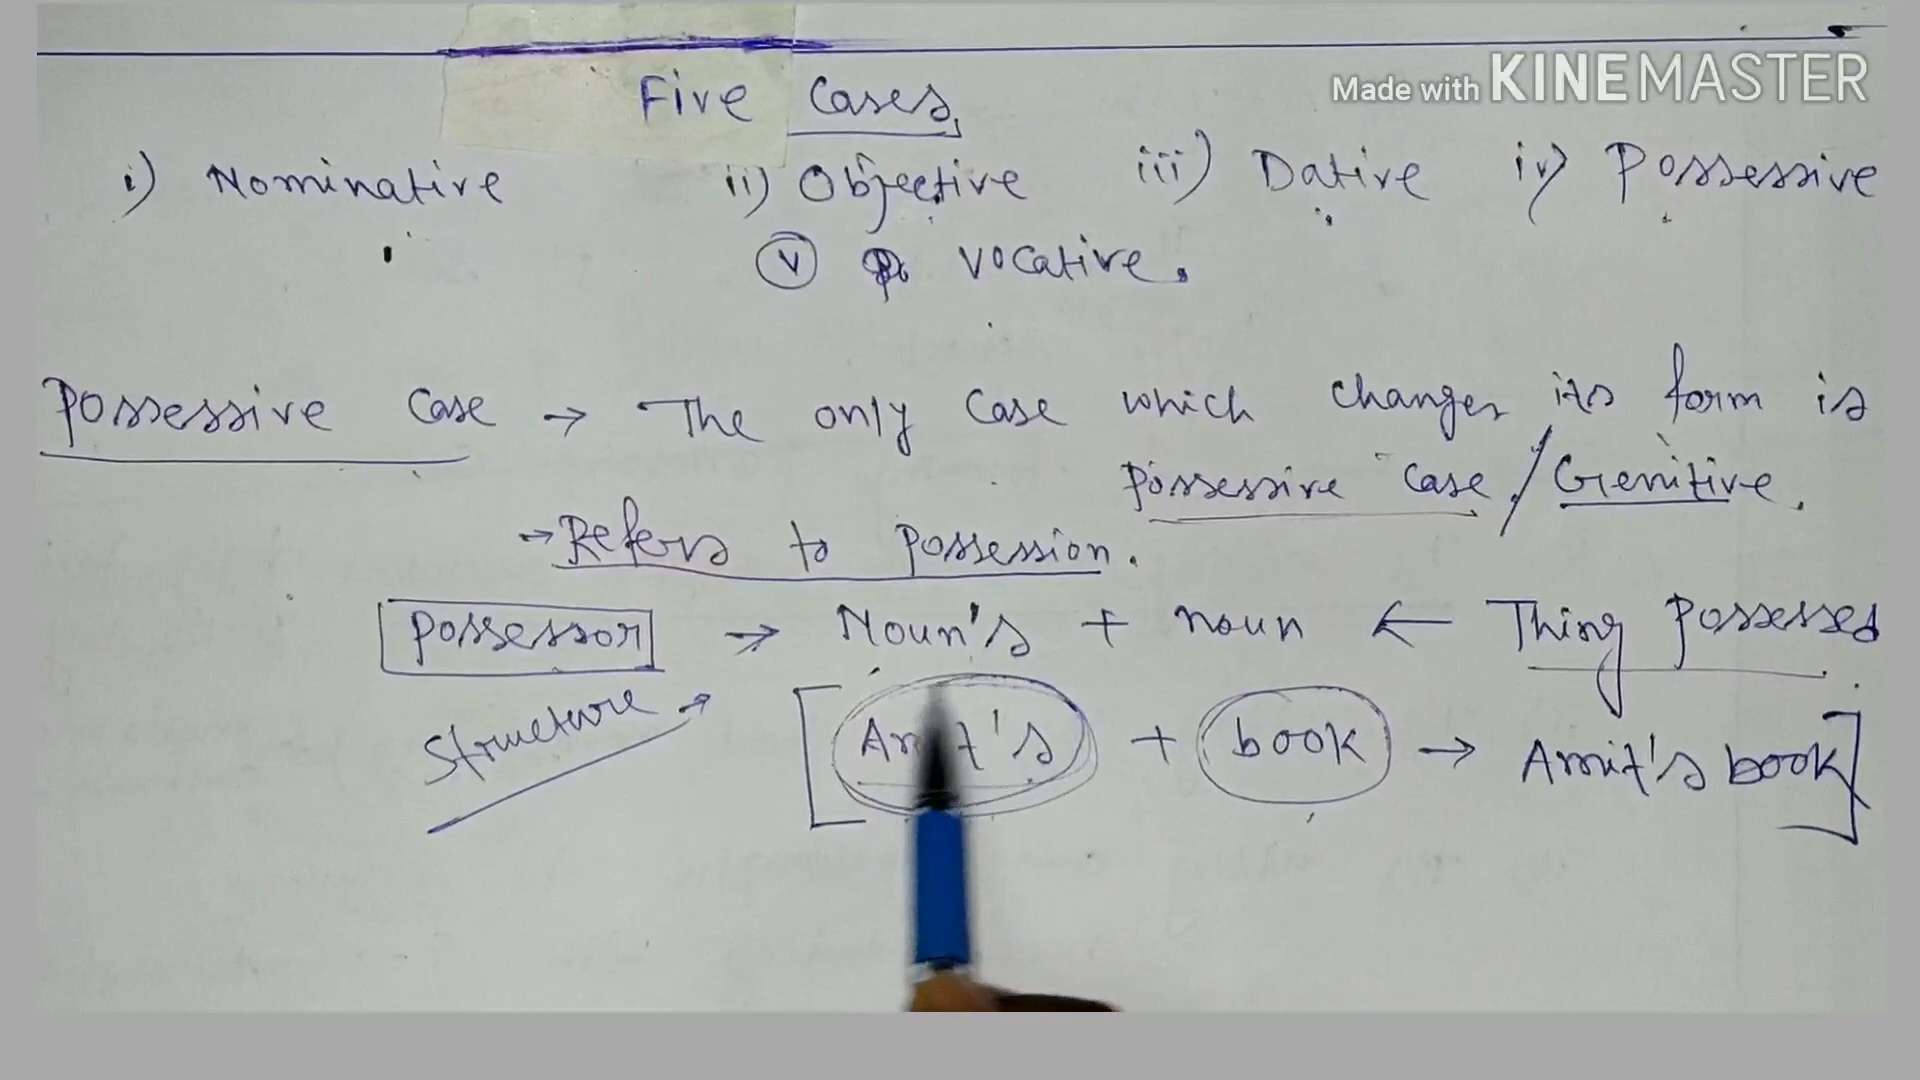 Made with KINEMASTER
Five Cases,
i) Nominative ii) Objective iii) Dative iv) Possessive
v vocative.
Possessive Case → The only Case which changes its form is
Possessive Case / Genitive.
→ Refers to Possession.
Possessor → Noun's + noun ← Thing Possessed
Structure → [ Amit's + book → Amit's book ]